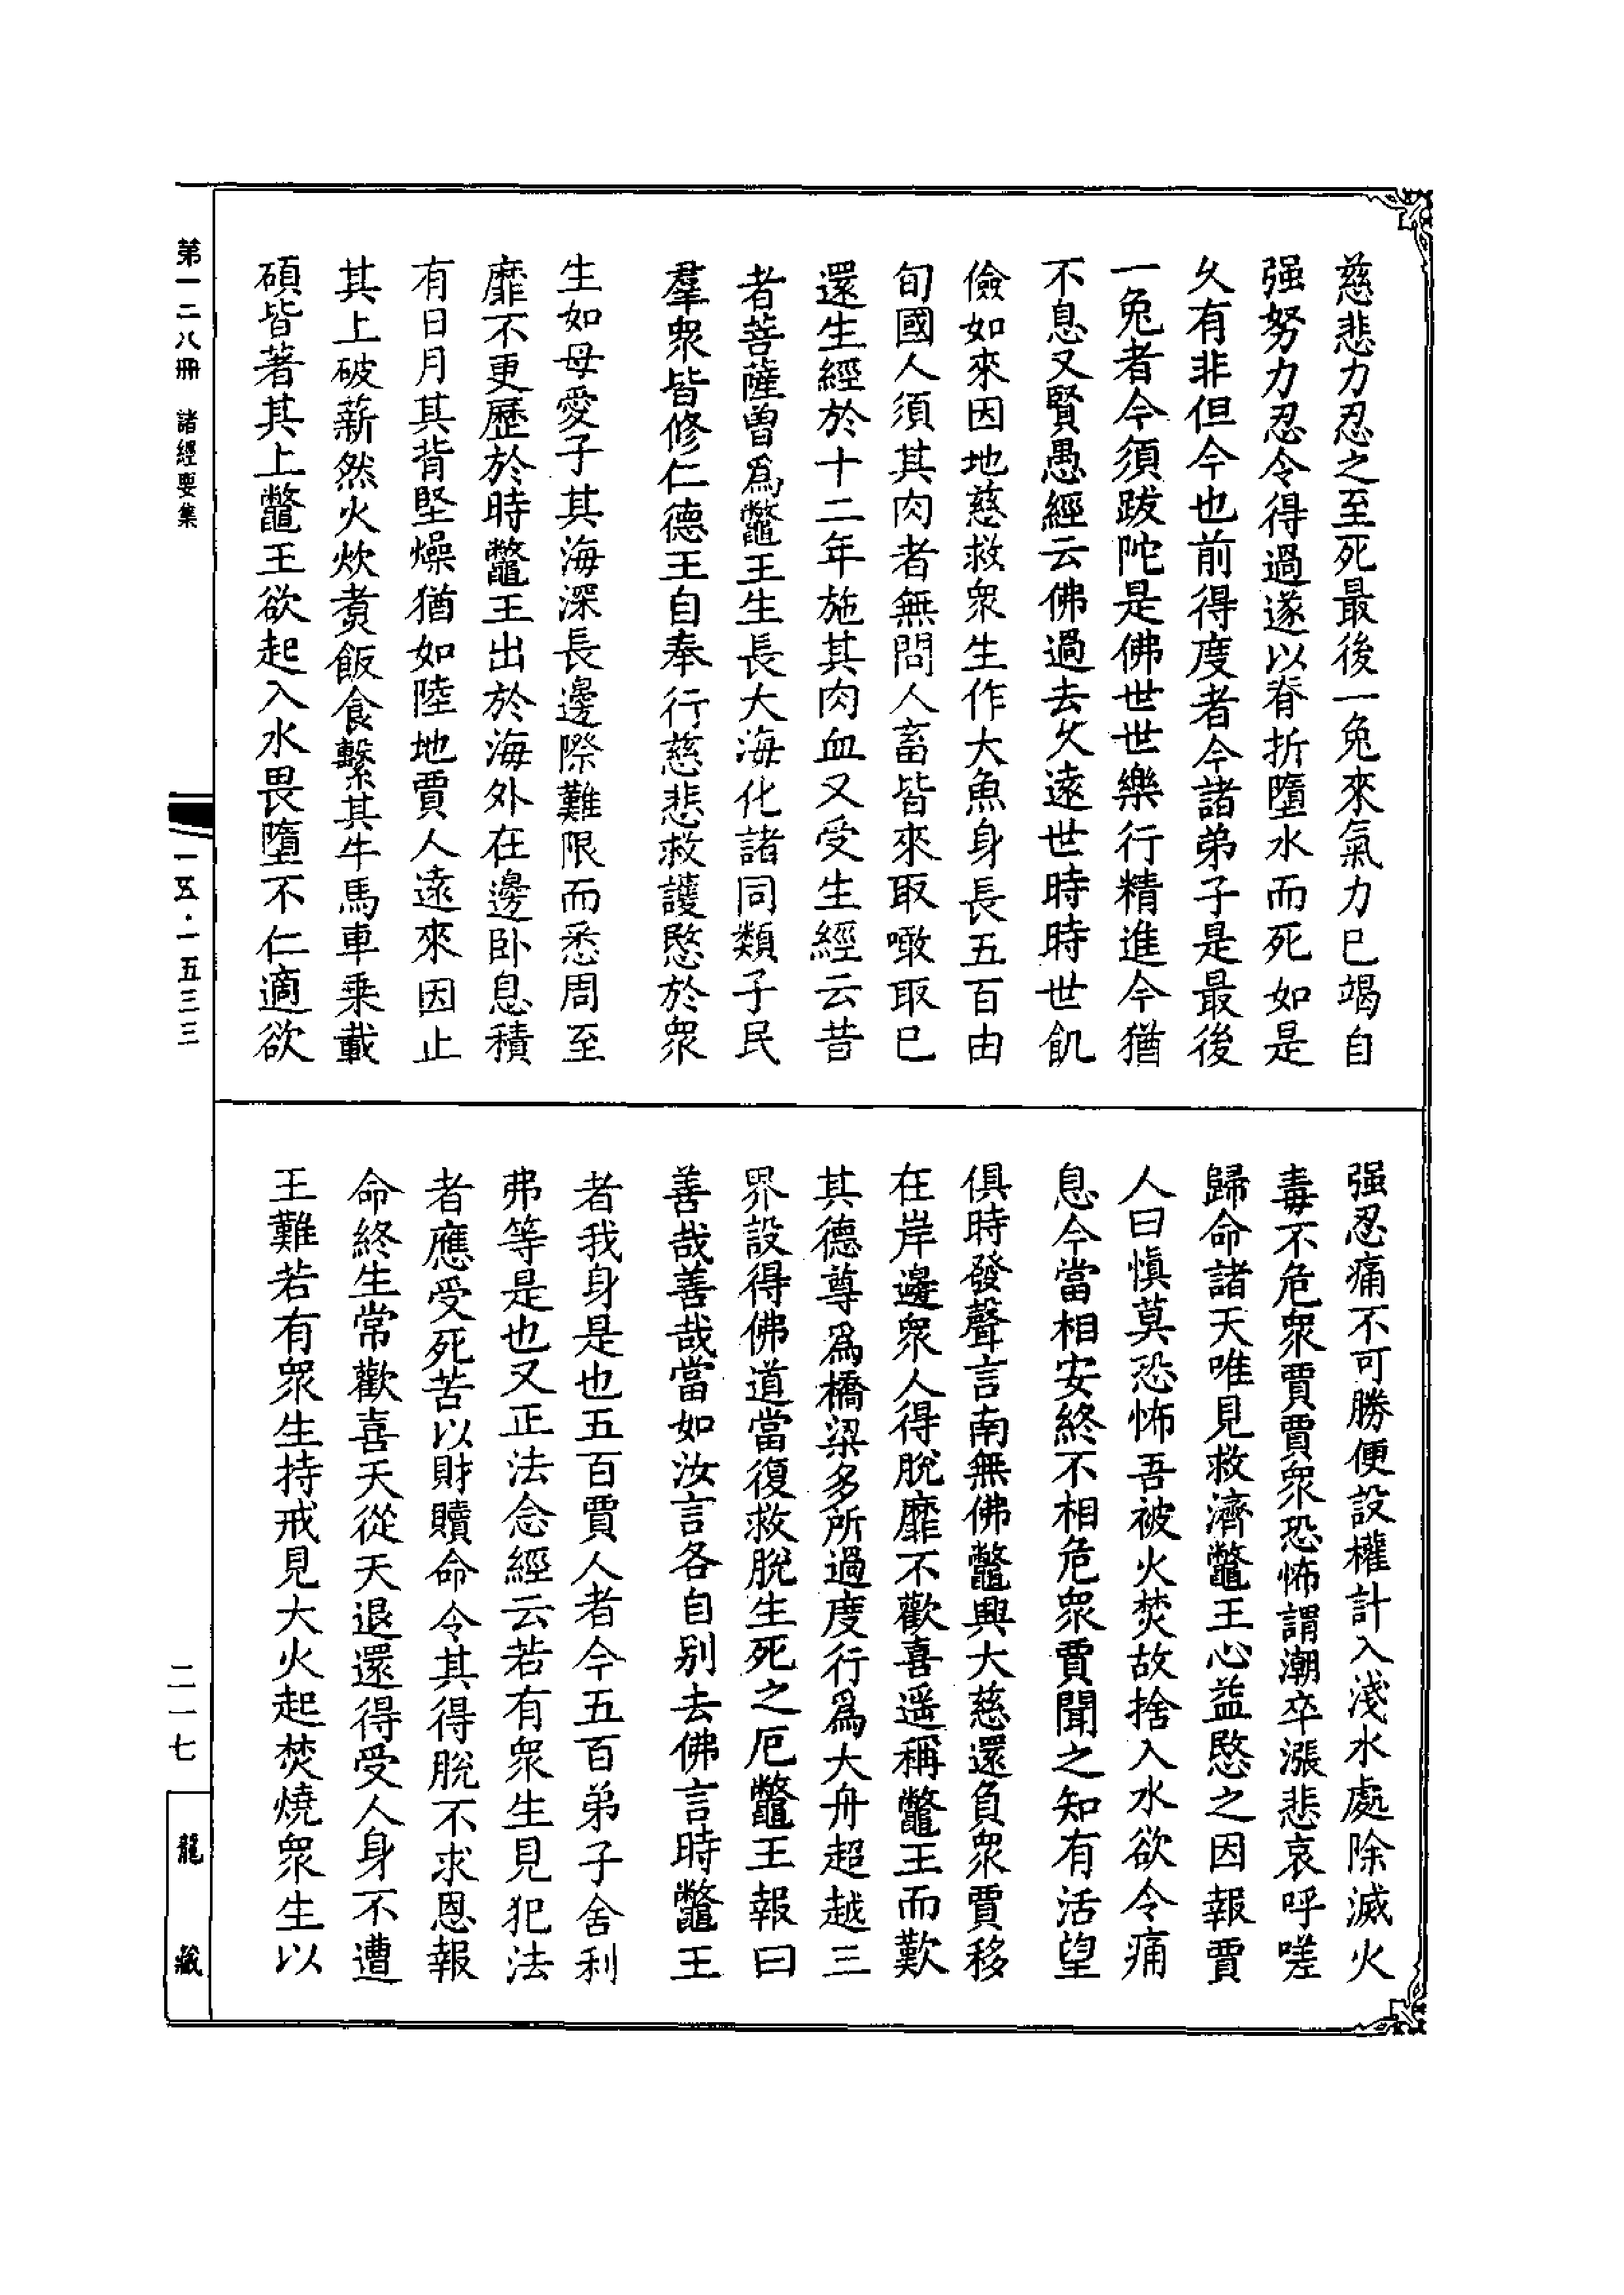 慈悲力忍之至死最後一兔來氣力已竭自
强努力忍令得過遂以脊折墮水而死如是
久有非但今也前得度者今諸弟子是最後
一兔者今須跋陀是佛世世樂行精進今猶
不息又賢愚經云佛過去久遠世時時世飢
儉如來因地慈救衆生作大魚身長五百由
旬國人須其肉者無問人畜皆來取噉取已
還生經於十二年施其肉血又受生經云昔
者菩薩曾爲鼈王生長大海化諸同類子民
羣衆皆修仁德王自奉行慈悲救護愍於衆
生如母愛子其海深長邊際難限而悉周至
靡不更歷於時鼈王出於海外在邊卧息積
有日月其背堅燥猶如陸地賈人遠來因止
其上破薪然火炊煑飯食繫其牛馬車乘載
碩皆著其上鼈王欲起入水畏墮不仁適欲
强忍痛不可勝便設權計入淺水處除滅火
毒不危衆賈賈衆恐怖謂潮卒漲悲哀呼嗟
歸命諸天唯見救濟鼈王心益愍之因報賈
人曰愼莫恐怖吾被火焚故捨入水欲令痛
息今當相安終不相危衆賈聞之知有活望
俱時發聲言南無佛鼈興大慈還負衆賈移
在岸邊衆人得脫靡不歡喜遥稱鼈王而歎
其德尊爲橋梁多所過度行爲大舟超越三
界設得佛道當復救脫生死之厄鼈王報曰
善哉善哉當如汝言各自别去佛言時鼈王
者我身是也五百賈人者今五百弟子舍利
弗等是也又正法念經云若有衆生見犯法
者應受死苦以財贖命令其得脫不求恩報
命終生常歡喜天從天退還得受人身不遭
王難若有衆生持戒見大火起焚燒衆生以
第一二八冊 諸經要集
一五·一五三三
二一七
龍藏